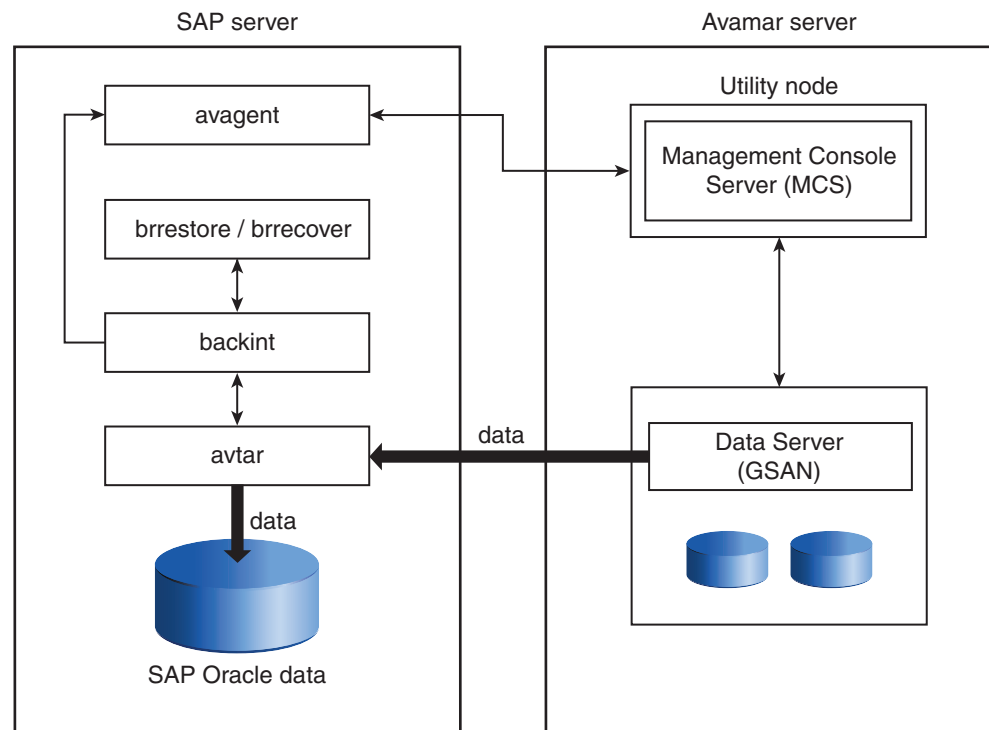 SAP server
Avamar server
Utility node
avagent
Management Console
Server (MCS)
brrestore / brrecover
backint
avtar
data
Data Server
(GSAN)
data
SAP Oracle data